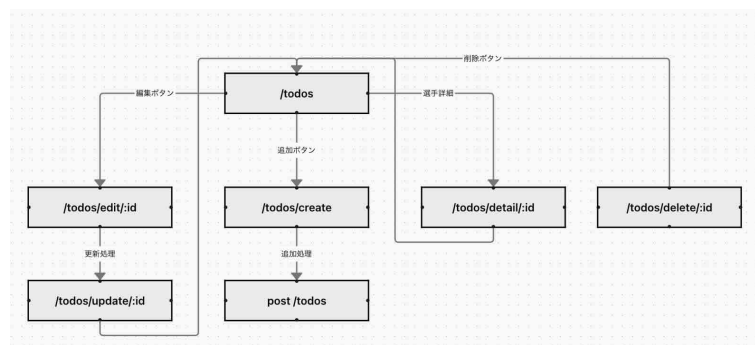 削除ボタン
/todos
編集ボタン
選手詳細
追加ボタン
/todos/edit/:id
/todos/create
/todos/detail/:id
/todos/delete/:id
更新処理
追加処理
/todos/update/:id
post /todos